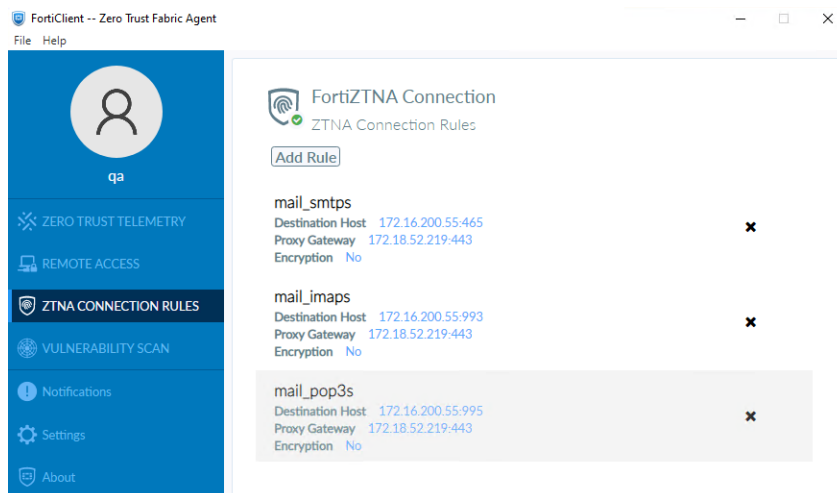 FortiClient -- Zero Trust Fabric Agent
File Help
qa
ZERO TRUST TELEMETRY
REMOTE ACCESS
ZTNA CONNECTION RULES
VULNERABILITY SCAN
Notifications
Settings
About
FortiZTNA Connection
ZTNA Connection Rules
Add Rule
mail_smtps
Destination Host 172.16.200.55:465
Proxy Gateway 172.18.52.219:443
Encryption No
mail_imaps
Destination Host 172.16.200.55:993
Proxy Gateway 172.18.52.219:443
Encryption No
mail_pop3s
Destination Host 172.16.200.55:995
Proxy Gateway 172.18.52.219:443
Encryption No